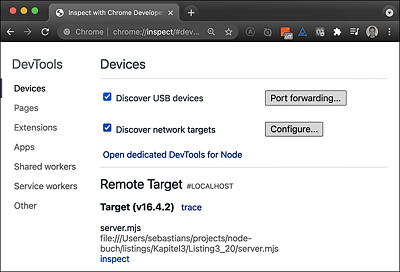 Inspect with Chrome Develope
Chrome | chrome://inspect/#dev...
DevTools
Devices
Pages
Extensions
Apps
Shared workers
Service workers
Other
Devices
Discover USB devices
Port forwarding...
Discover network targets
Configure...
Open dedicated DevTools for Node
Remote Target #LOCALHOST
Target (v16.4.2) trace
server.mjs
file:///Users/sebastians/projects/node-
buch/listings/Kapitel3/Listing3_20/server.mjs
inspect